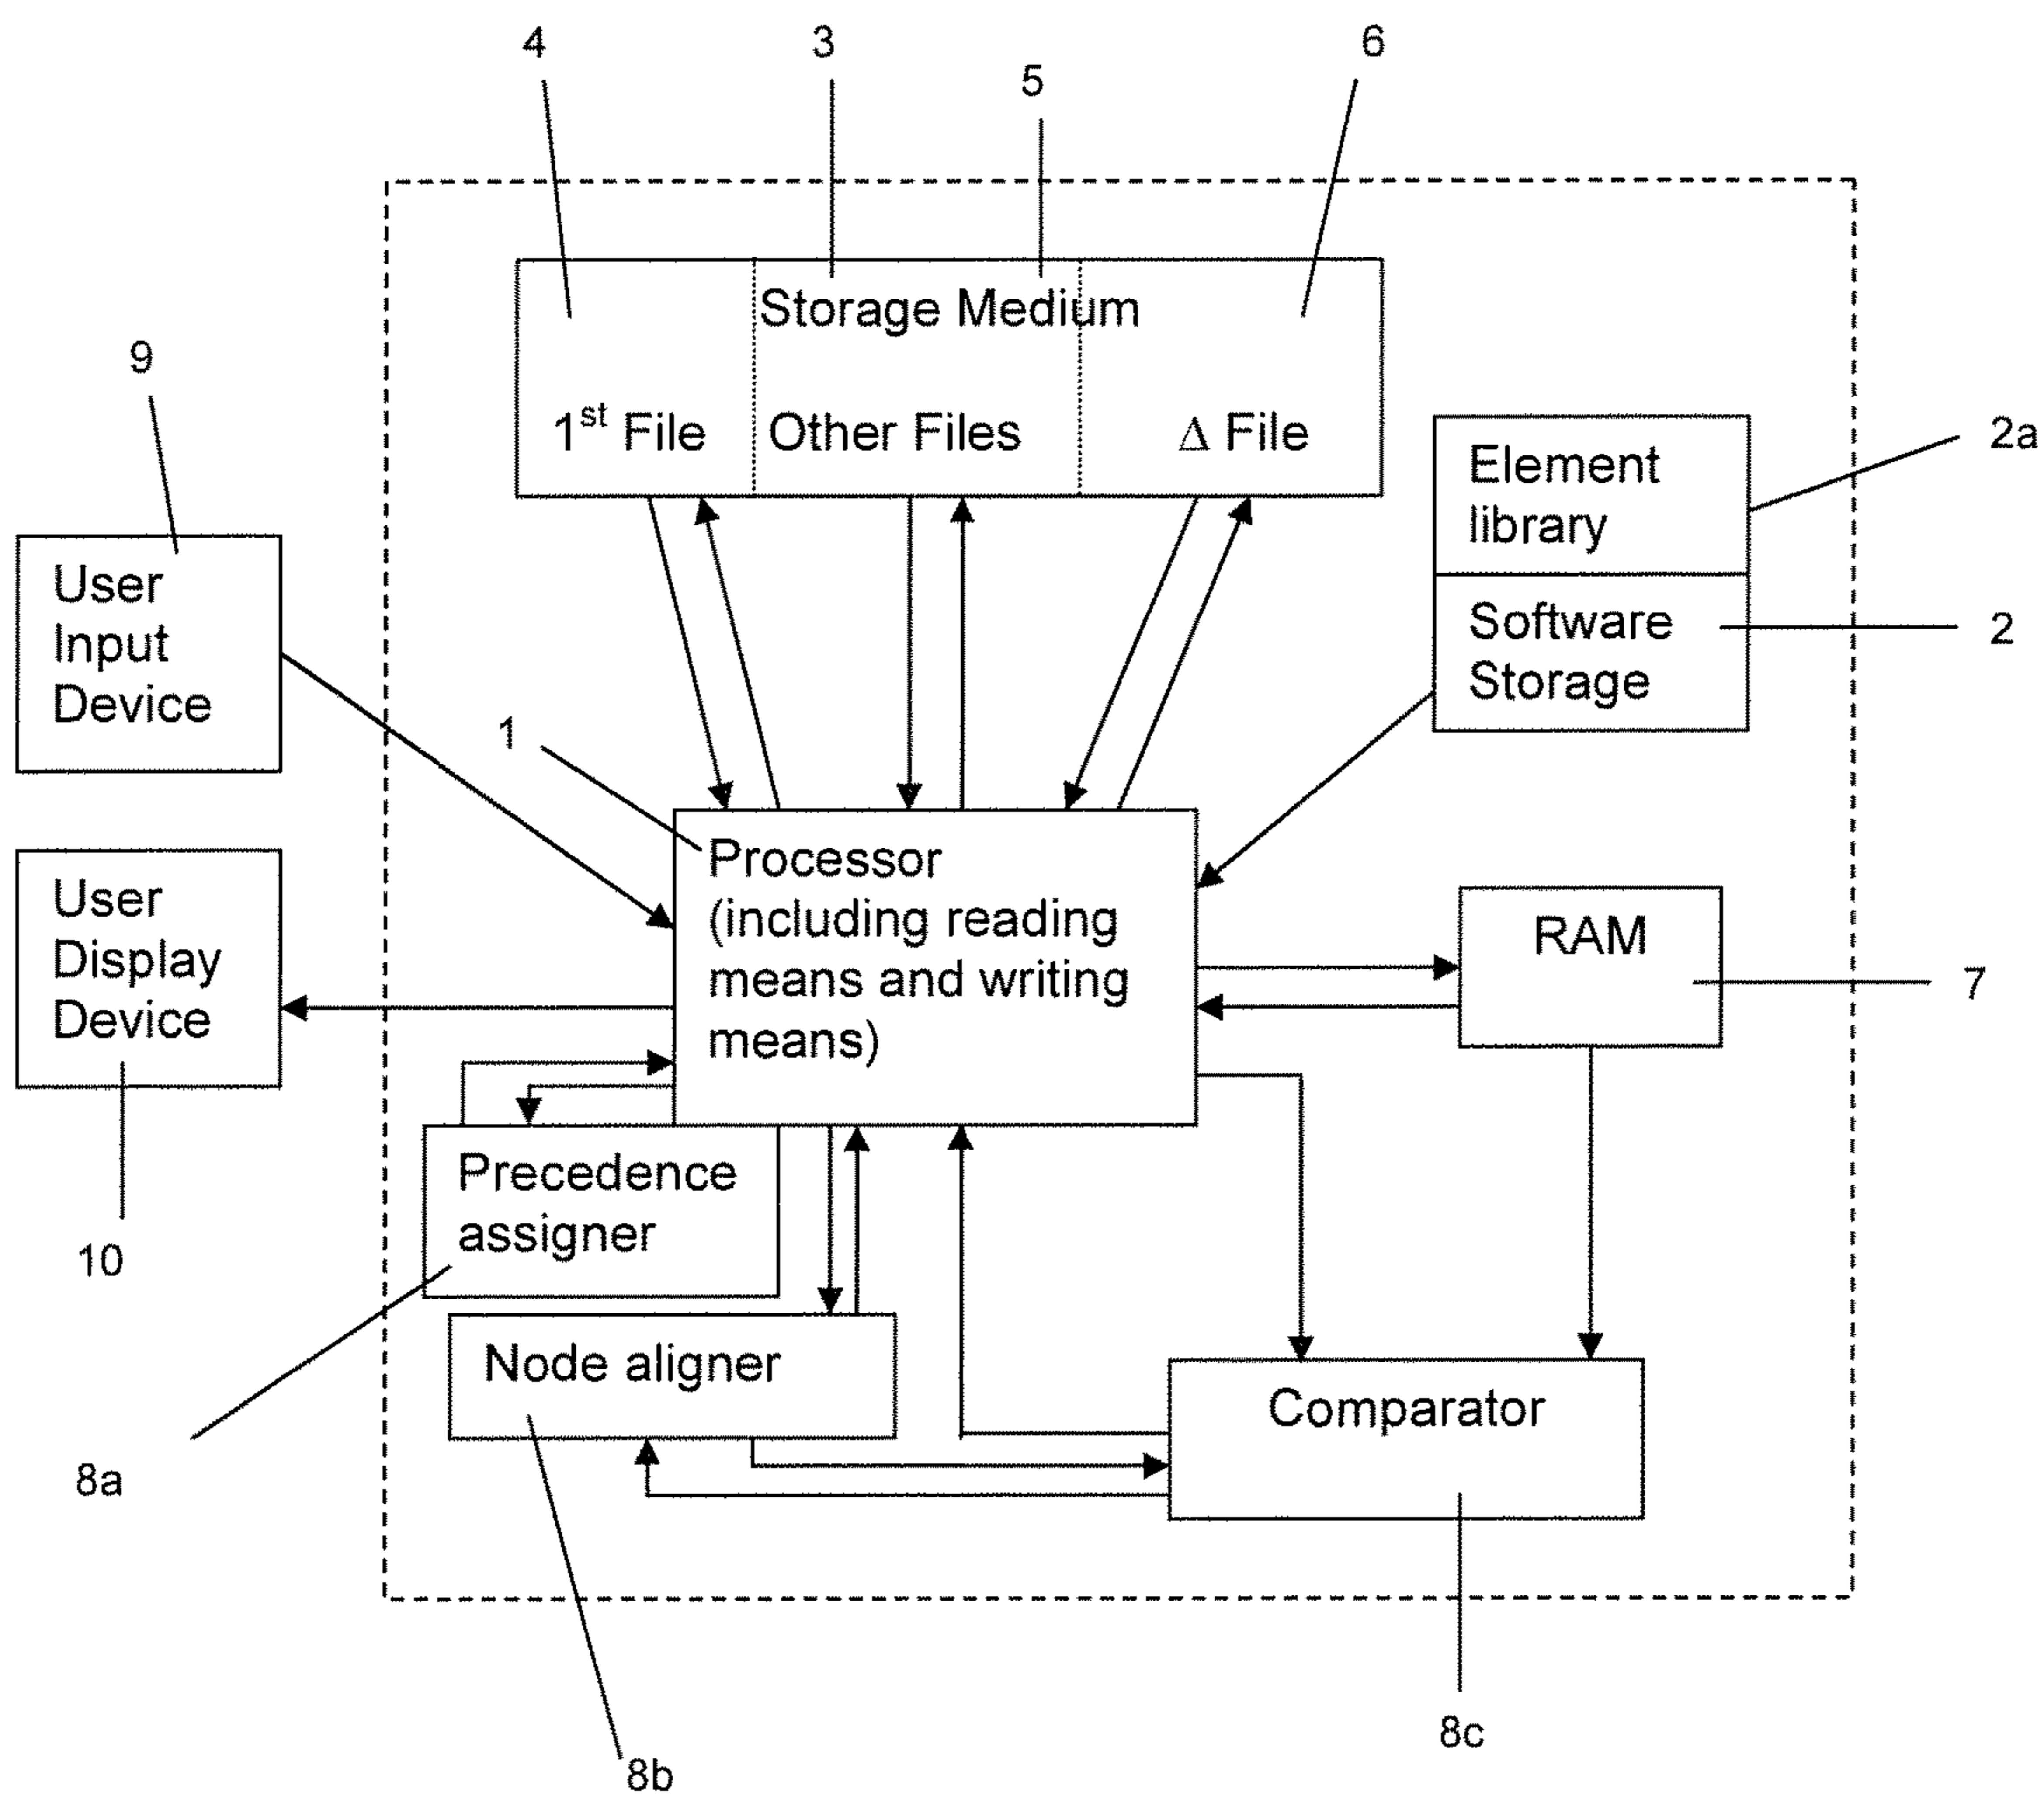 4
3
5
6
Storage Medium
1st File
Other Files
Δ File
9
User
Input
Device
Element
library
2a
Software
Storage
2
1
Processor
(including reading
means and writing
means)
User
Display
Device
10
RAM
7
Precedence
assigner
8a
Node aligner
8b
Comparator
8c